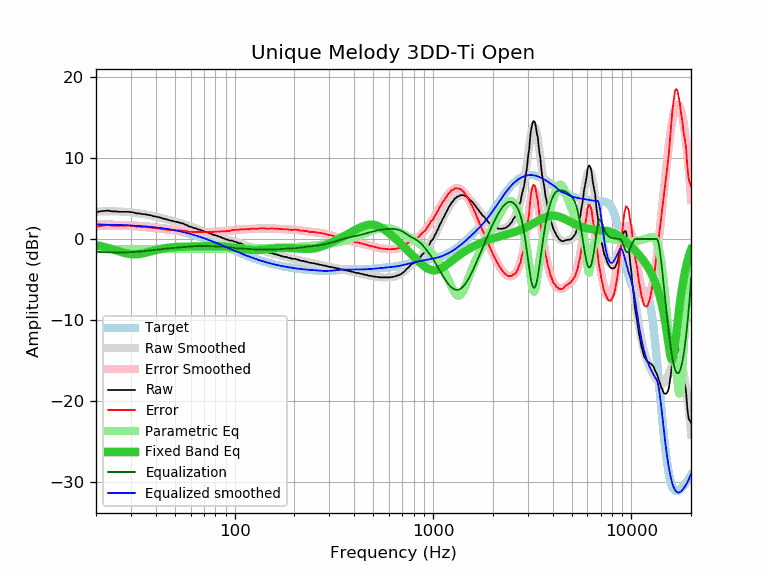 Unique Melody 3DD-Ti Open
Amplitude (dBr)
20
10
0
−10
−20
−30
Target
Raw Smoothed
Error Smoothed
Raw
Error
Parametric Eq
Fixed Band Eq
Equalization
Equalized smoothed
100 1000 10000
Frequency (Hz)